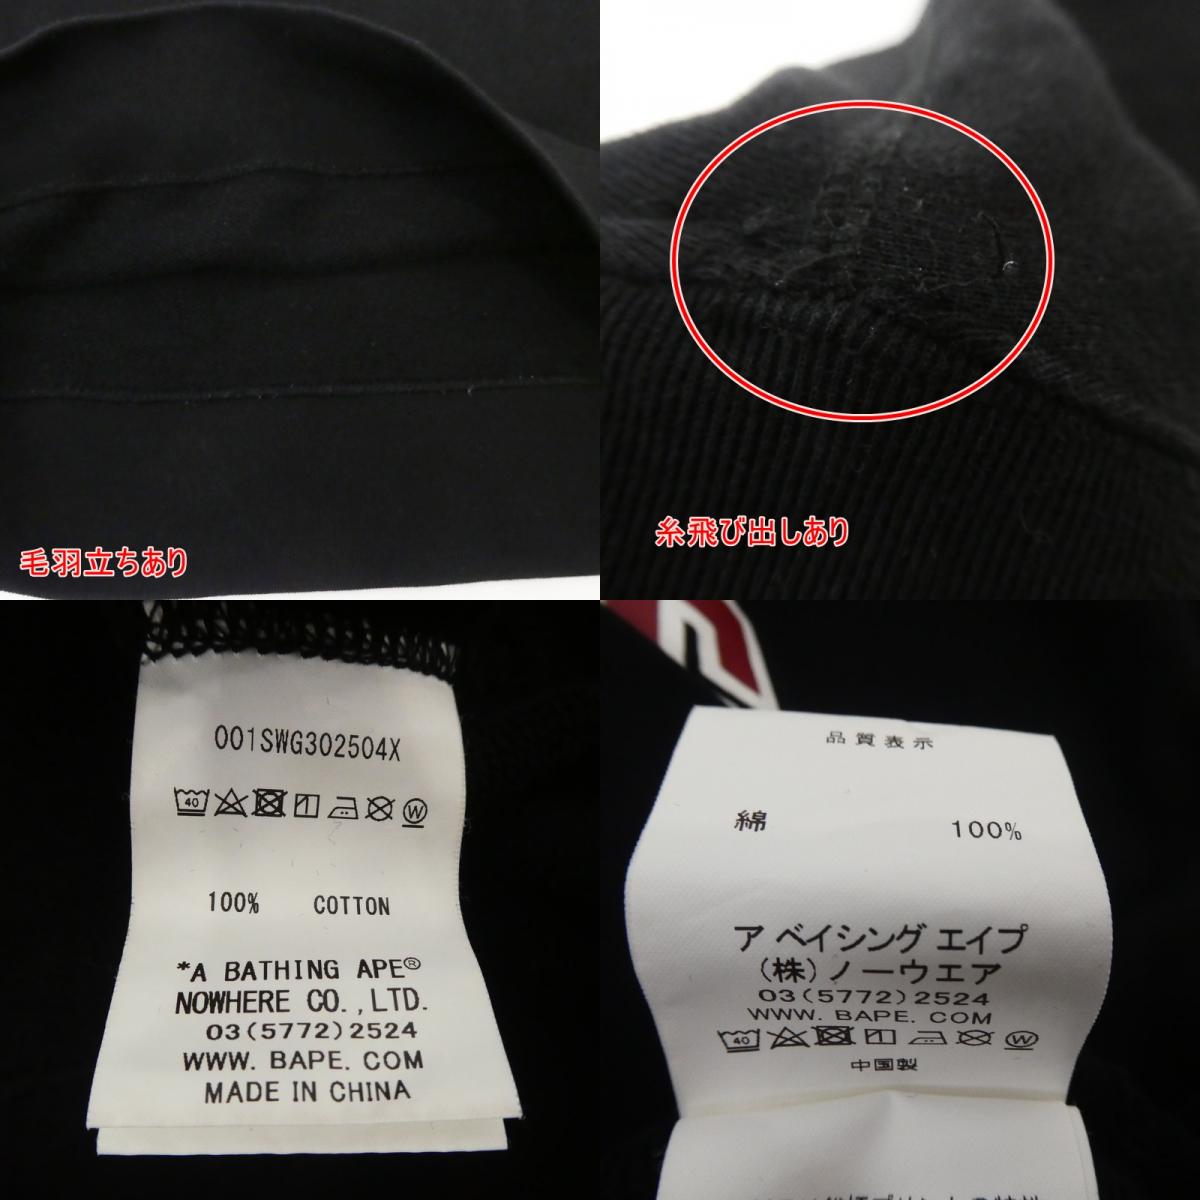 毛羽立ちあり
糸飛び出しあり
001SWG302504X
40 W
100% COTTON
*A BATHING APE®
NOWHERE CO., LTD.
03(5772)2524
WWW. BAPE. COM
MADE IN CHINA
品質表示
綿 100%
ア ベイシング エイプ
(株)ノーウエア
03(5772)2524
WWW. BAPE. COM
40 W
中国製